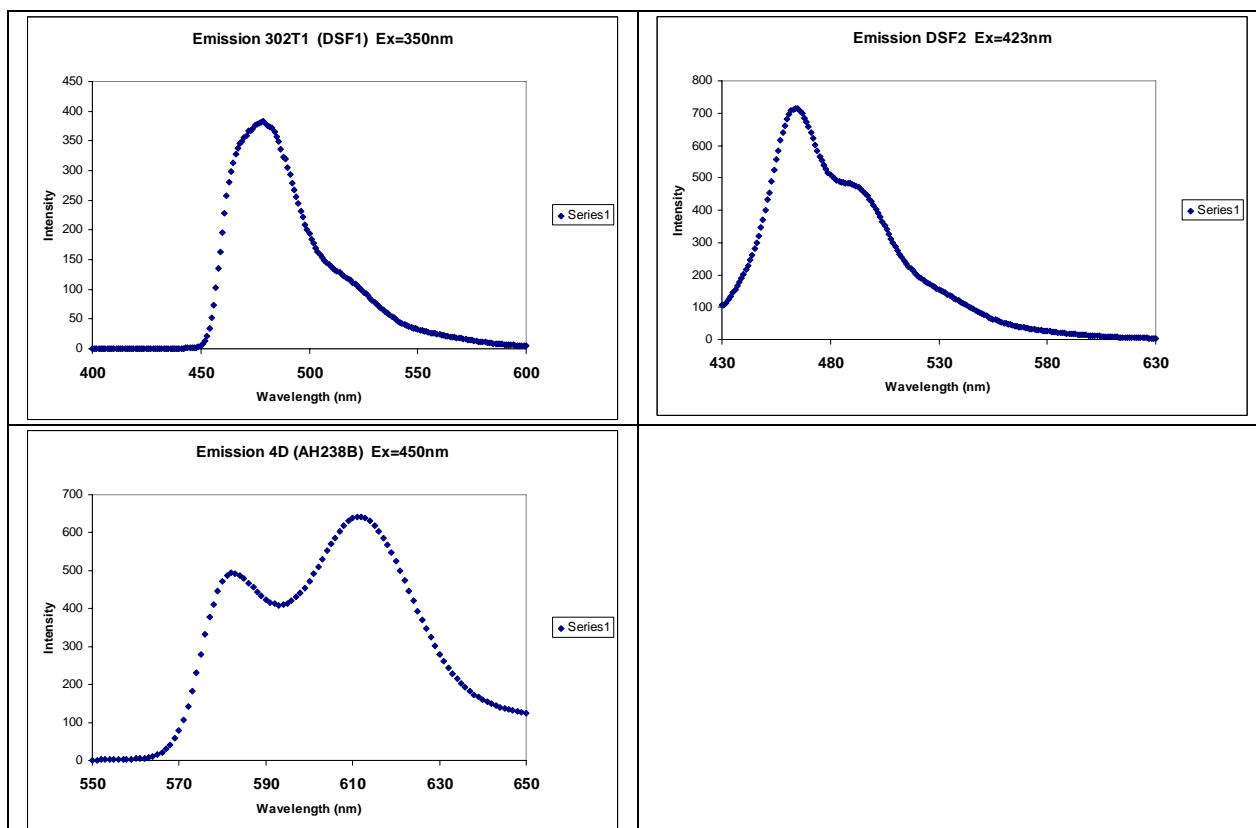 Emission 302T1 (DSF1) Ex=350nm
450
400
350
300
250
200
150
100
50
0
Intensity
400 450 500 550 600
Wavelength (nm)
Series1
Emission DSF2 Ex=423nm
800
700
600
500
400
300
200
100
0
Intensity
430 480 530 580 630
Wavelength (nm)
Series1
Emission 4D (AH238B) Ex=450nm
700
600
500
400
300
200
100
0
Intensity
550 570 590 610 630 650
Wavelength (nm)
Series1